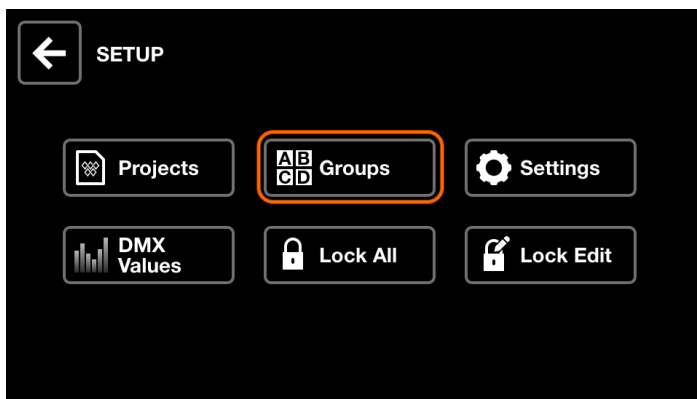 SETUP
Projects
AB
CD
Groups
Settings
DMX
Values
Lock All
Lock Edit